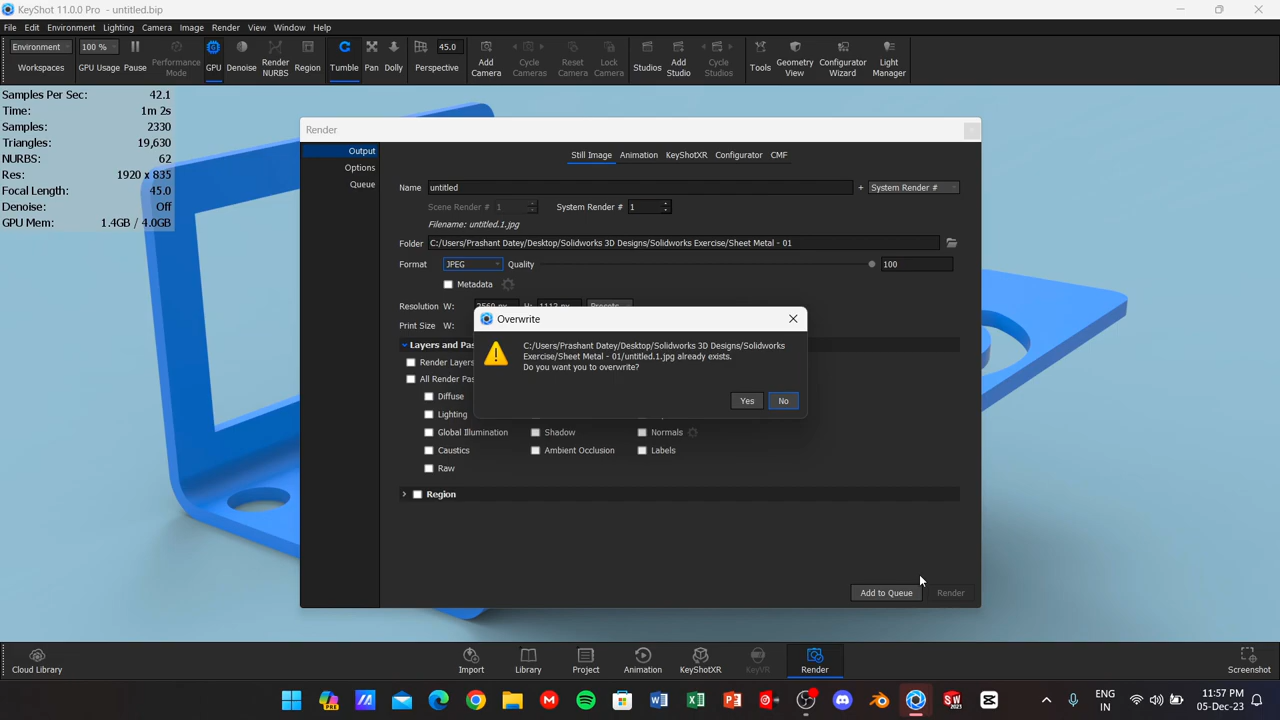 KeyShot 11.0.0 Pro - untitled.bip
File Edit Environment Lighting Camera Image Render View Window Help
Environment 100 % 45.0
Workspaces GPU Usage Pause Performance Mode GPU Denoise Render NURBS Region Tumble Pan Dolly Perspective Add Camera Cycle Cameras Reset Camera Lock Camera Studios Add Studio Cycle Studios Tools Geometry View Configurator Wizard Light Manager
Samples Per Sec: 42.1
Time: 1m 2s
Samples: 2330
Triangles: 19,630
NURBS: 62
Res: 1920 x 835
Focal Length: 45.0
Denoise: Off
GPU Mem: 1.4GB / 4.0GB
Render
Output
Options
Queue
Still Image Animation KeyShotXR Configurator CMF
Name untitled + System Render #
Scene Render # 1 System Render # 1
Filename: untitled.1.jpg
Folder C:/Users/Prashant Datey/Desktop/Solidworks 3D Designs/Solidworks Exercise/Sheet Metal - 01
Format JPEG Quality 100
Metadata
Resolution W: 2560 px H: 1113 px Presets
Print Size W:
Overwrite
C:/Users/Prashant Datey/Desktop/Solidworks 3D Designs/Solidworks
Exercise/Sheet Metal - 01/untitled.1.jpg already exists.
Do you want you to overwrite?
Yes No
Layers and Pas
Render Layers
All Render Pas
Diffuse
Lighting
Global Illumination Shadow Normals
Caustics Ambient Occlusion Labels
Raw
Region
Add to Queue Render
Cloud Library Import Library Project Animation KeyShotXR KeyVR Render Screenshot
ENG
IN
11:57 PM
05-Dec-23